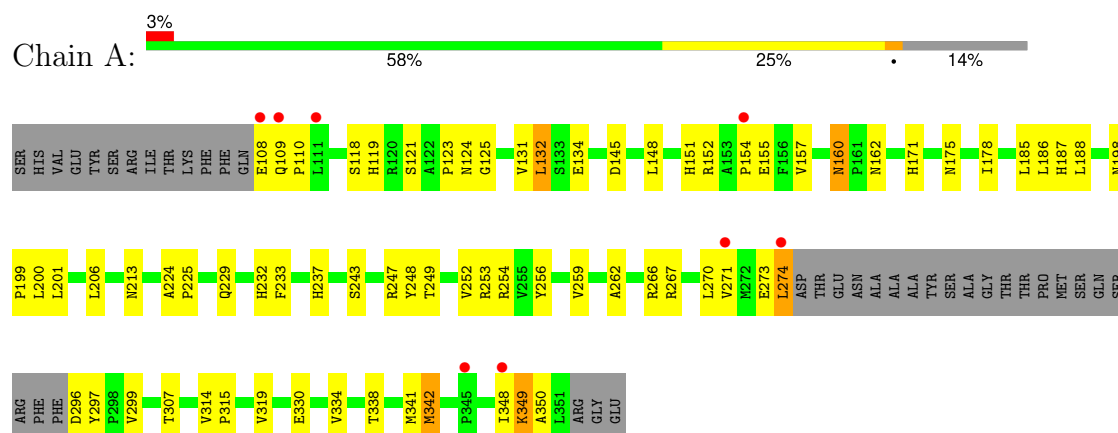 3%
Chain A:
58% 25% • 14%
SER HIS VAL GLU TYR SER ARG ILE THR LYS PHE PHE GLN E108 Q109 P110 L111 S118 H119 R120 S121 A122 P123 N124 G125 V131 L132 S133 E134 D145 L148 H151 R152 A153 P154 E155 F156 V157 N160 P161 N162 H171 N175 I178 L185 L186 H187 L188 N198
P199 L200 L201 L206 N213 A224 P225 Q229 H232 F233 H237 S243 R247 Y248 T249 V252 R253 R254 V255 Y256 V259 A262 R266 R267 L270 V271 M272 E273 L274 ASP THR GLU ASN ALA ALA ALA TYR SER ALA GLY THR THR PRO MET SER GLN SER
ARG PHE PHE D296 Y297 P298 V299 T307 V314 P315 V319 E330 V334 T338 M341 M342 P345 I348 K349 A350 L351 ARG GLY GLU